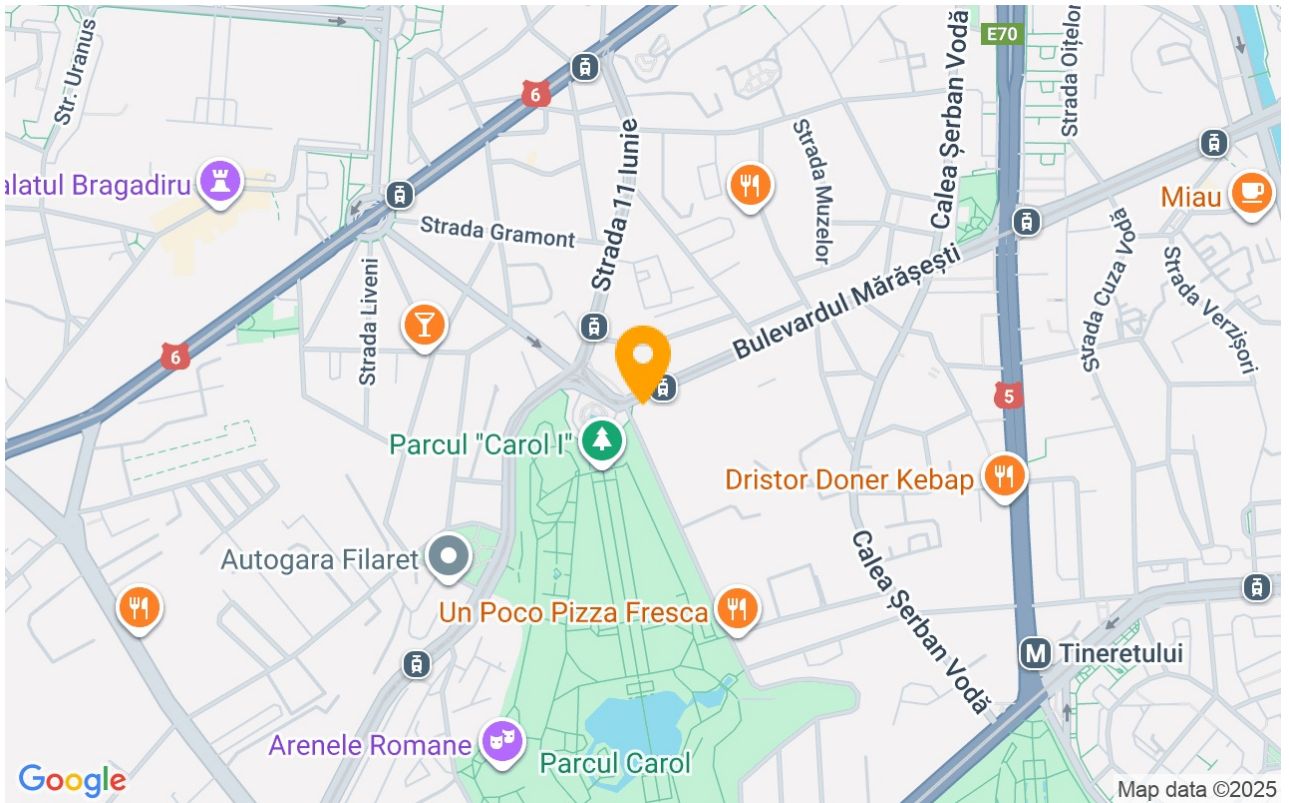 Str. Uranus
6
E70
Calea Șerban Vodă
Strada Oițelor
Strada 11 Iunie
Strada Muzelor
alatul Bragadiru
Miau
Strada Gramont
Strada Cuza Vodă
Strada Verzișori
Strada Liveni
Bulevardul Mărășești
6
5
Parcul "Carol I"
Dristor Doner Kebap
Autogara Filaret
Calea Șerban Vodă
Un Poco Pizza Fresca
M Tineretului
Arenele Romane
Parcul Carol
Google
Map data ©2025